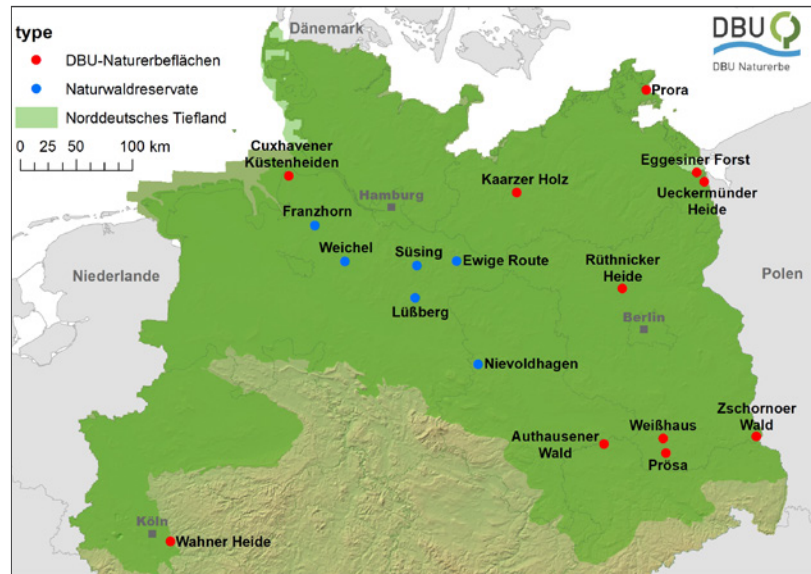 type
DBU-Naturerbeflächen
Naturwaldreservate
Norddeutsches Tiefland
0 25 50 100 km
Dänemark
DBU
DBU Naturerbe
Prora
Cuxhavener
Küstenheiden
Eggesiner Forst
Kaarzer Holz
Ueckermünder
Heide
Hamburg
Franzhorn
Weichel
Süsing
Ewige Route
Rüthnicker
Heide
Niederlande
Polen
Lüßberg
Berlin
Nievoldhagen
Zschornoer
Wald
Authausener
Wald
Weißhaus
Prösa
Köln
Wahner Heide